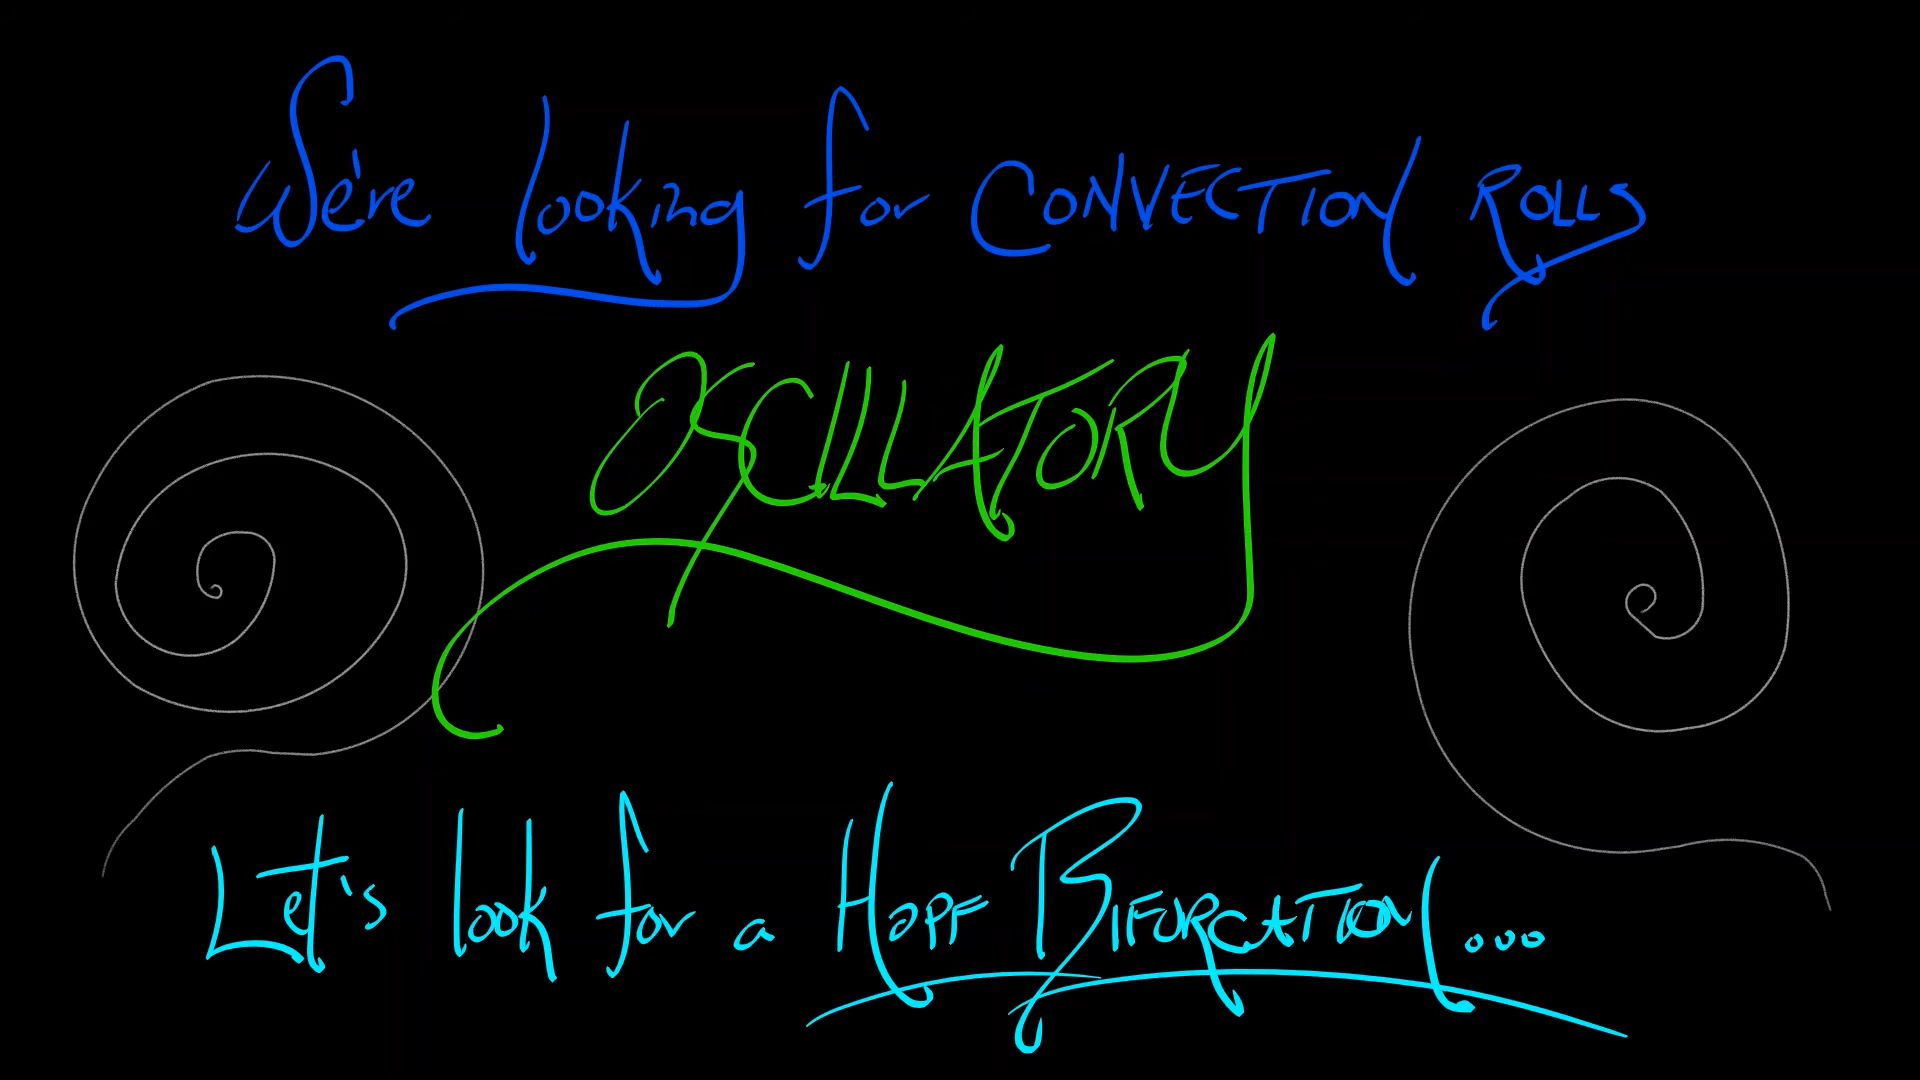 We're looking for CONVECTION ROLLS
OSCILLATORY
Let's look for a HOPF BIFURCATION...